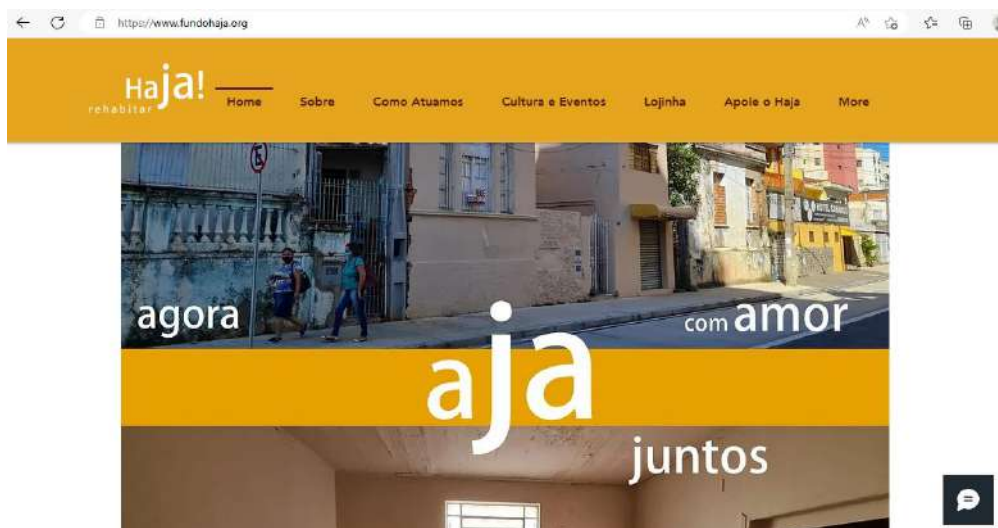 https://www.fundohaja.org
Haja!
rehabitar
Home Sobre Como Atuamos Cultura e Eventos Lojinha Apoie o Haja More
agora
com amor
aja
juntos